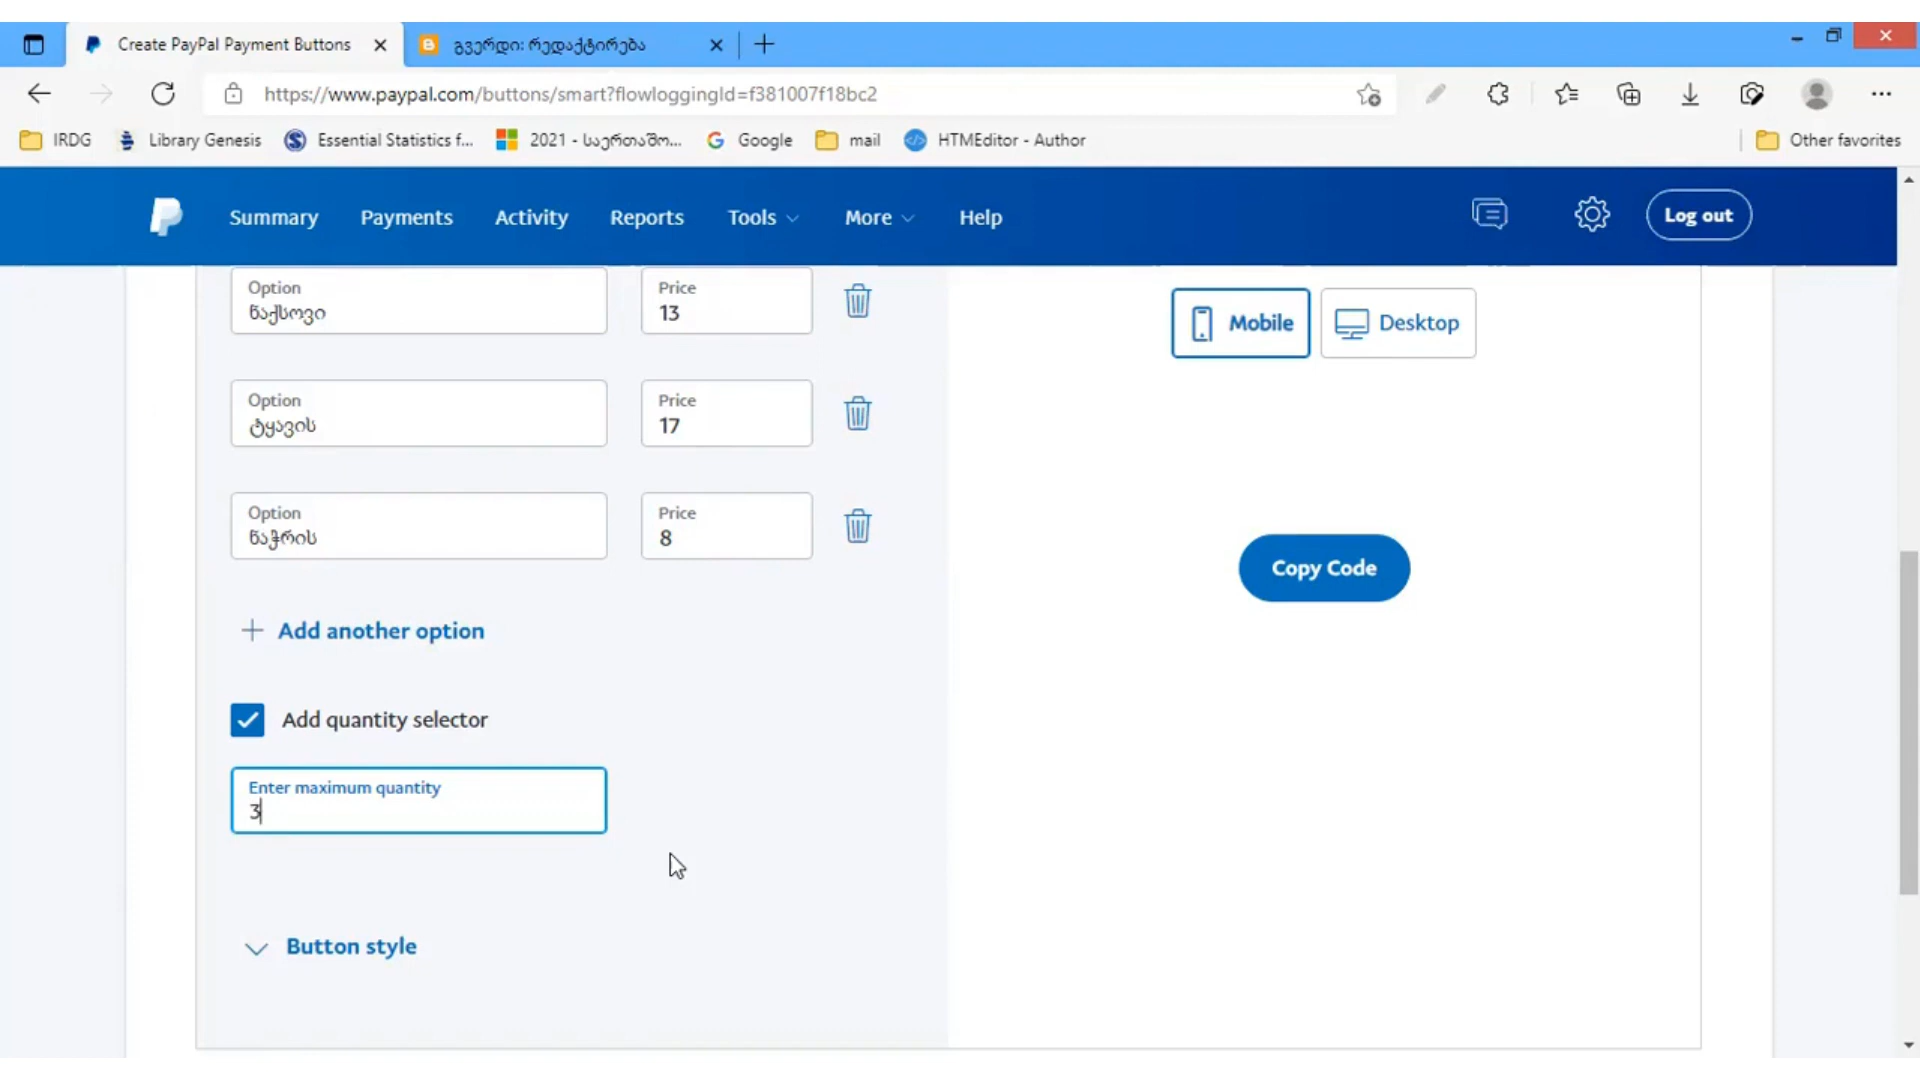 Create PayPal Payment Buttons
გვერდი: რედაქტირება
https://www.paypal.com/buttons/smart?flowloggingId=f381007f18bc2
IRDG
Library Genesis
Essential Statistics f...
2021 - საერთაშო...
Google
mail
HTMEditor - Author
Other favorites
Summary
Payments
Activity
Reports
Tools
More
Help
Log out
Option
ნაქსოვი
Price
13
Mobile
Desktop
Option
ტყავის
Price
17
Option
ნაჭრის
Price
8
Copy Code
Add another option
Add quantity selector
Enter maximum quantity
3
Button style